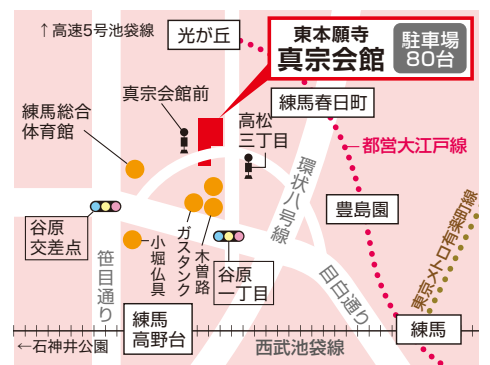 ↑高速5号池袋線
光が丘
東本願寺
真宗会館
駐車場
80台
真宗会館前
練馬総合
体育館
高松
三丁目
練馬春日町
都営大江戸線
環状八号線
豊島園
東京メトロ有楽町線
谷原
交差点
小堀仏具
ガスタンク
木曽路
谷原
一丁目
笹目通り
目白通り
練馬
高野台
練馬
←石神井公園
西武池袋線